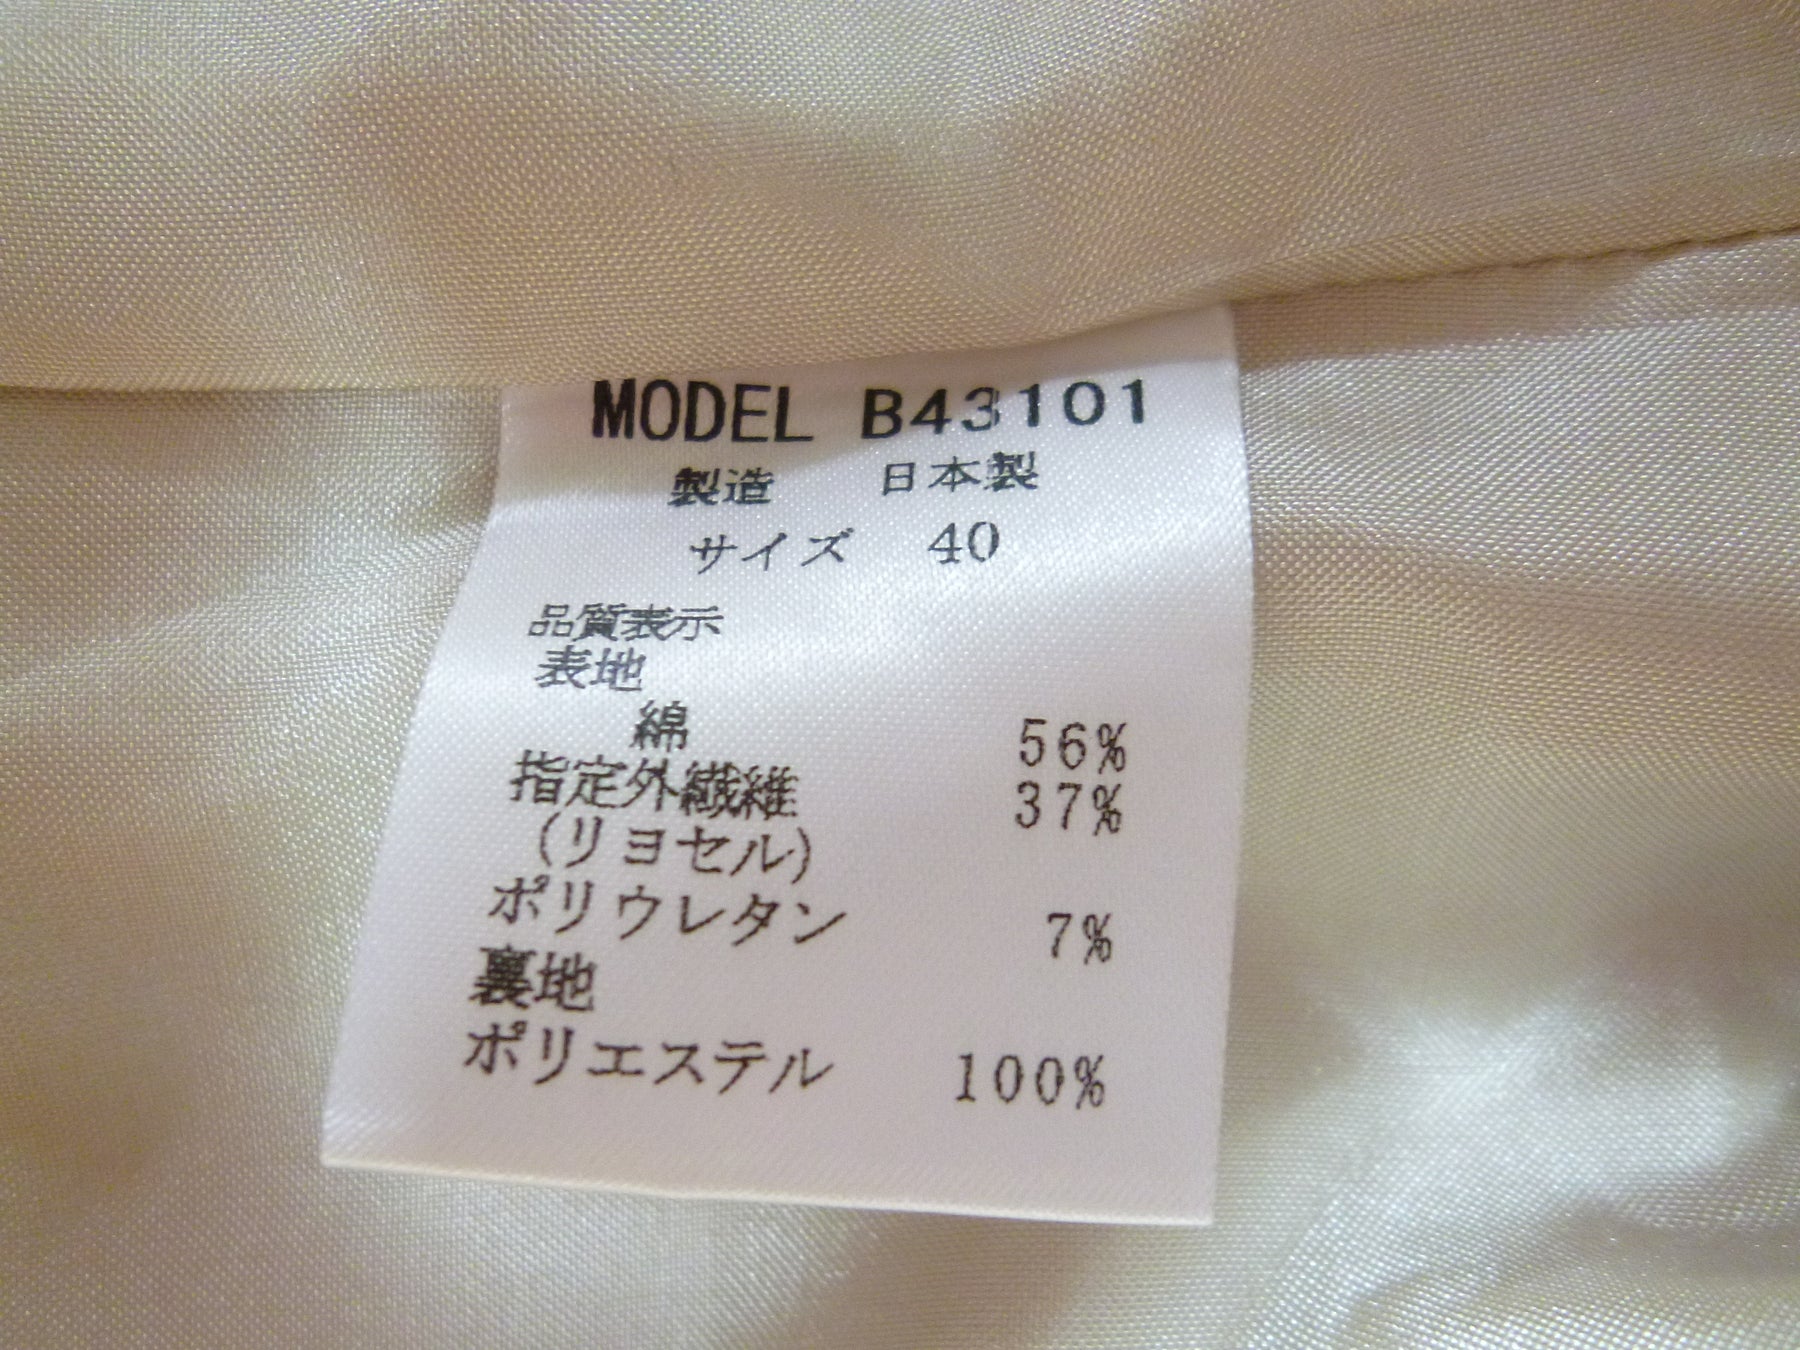 MODEL B43101
製造 日本製
サイズ 40
品質表示
表地
綿 56%
指定外繊維 37%
(リヨセル)
ポリウレタン 7%
裏地
ポリエステル 100%